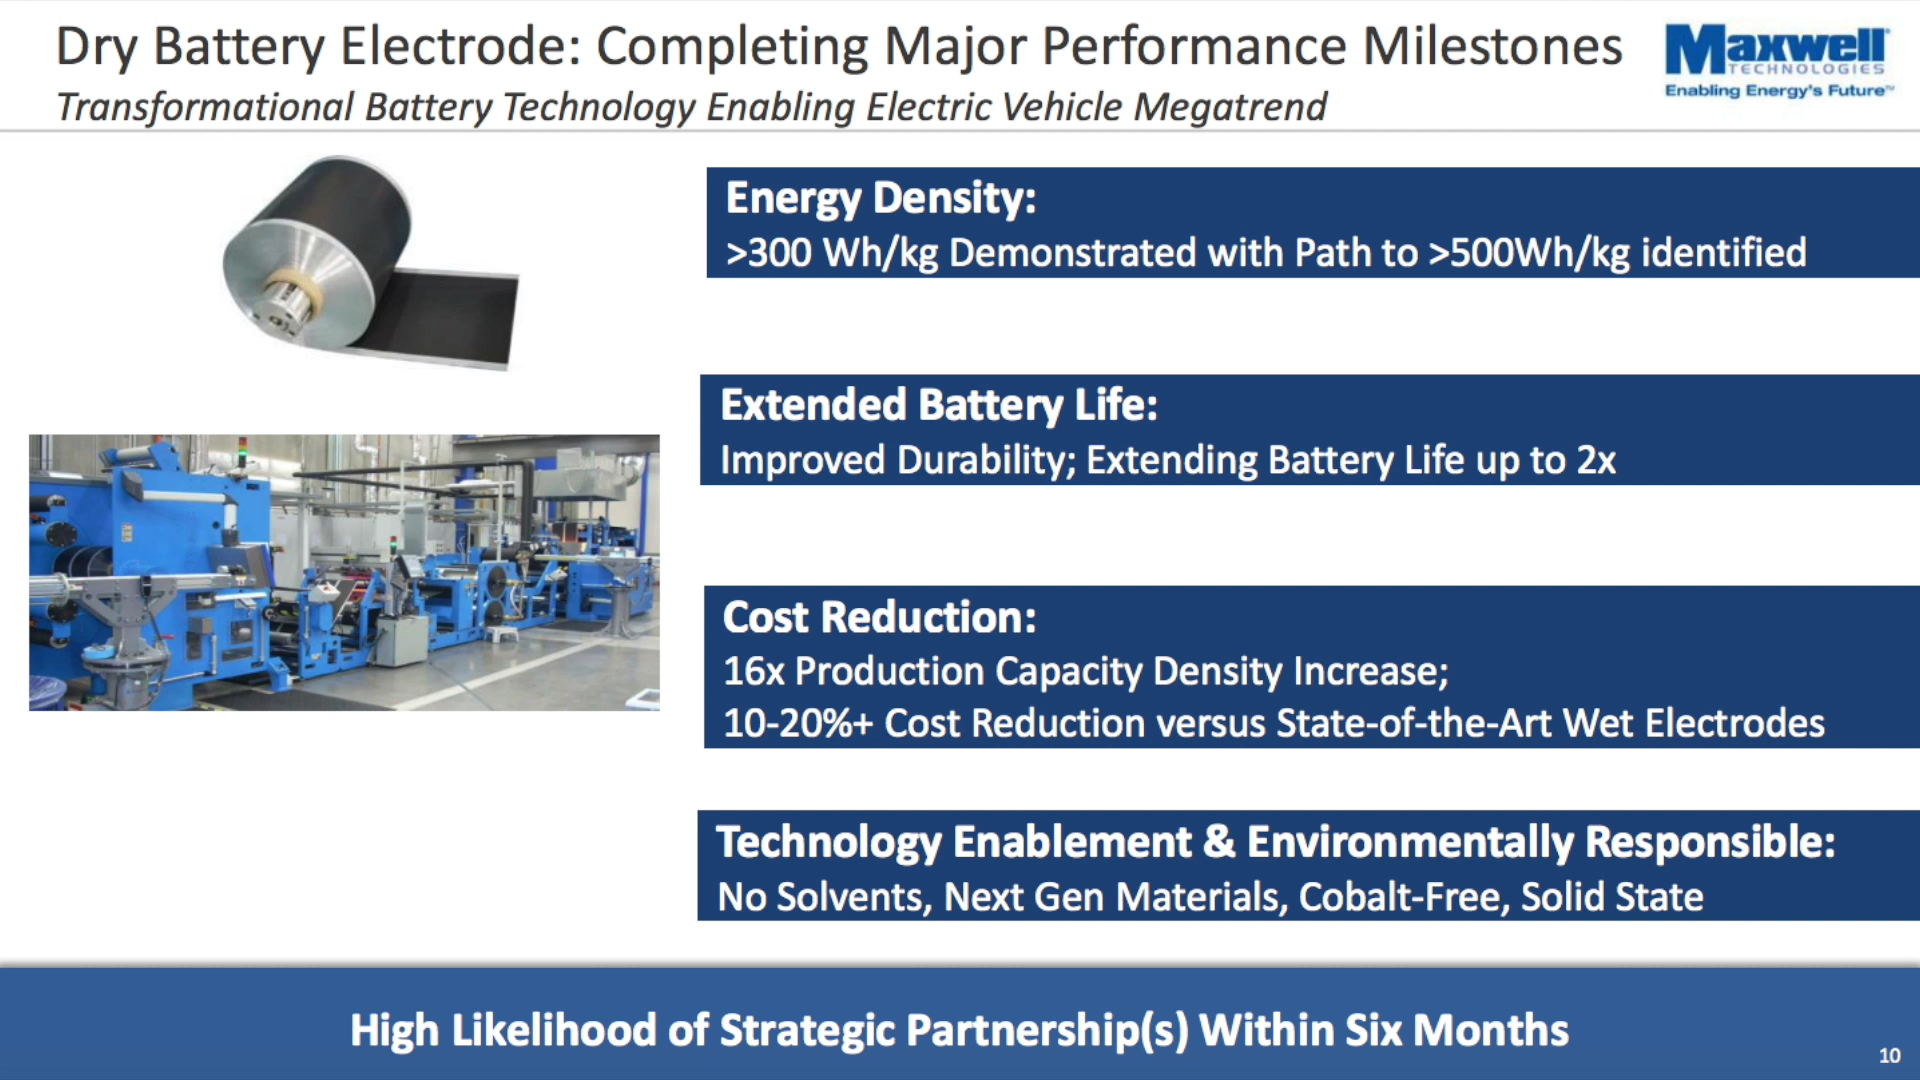 Dry Battery Electrode: Completing Major Performance Milestones
Transformational Battery Technology Enabling Electric Vehicle Megatrend
Maxwell
TECHNOLOGIES
Enabling Energy's Future™
Energy Density:
>300 Wh/kg Demonstrated with Path to >500Wh/kg identified
Extended Battery Life:
Improved Durability; Extending Battery Life up to 2x
Cost Reduction:
16x Production Capacity Density Increase;
10-20%+ Cost Reduction versus State-of-the-Art Wet Electrodes
Technology Enablement & Environmentally Responsible:
No Solvents, Next Gen Materials, Cobalt-Free, Solid State
High Likelihood of Strategic Partnership(s) Within Six Months
10